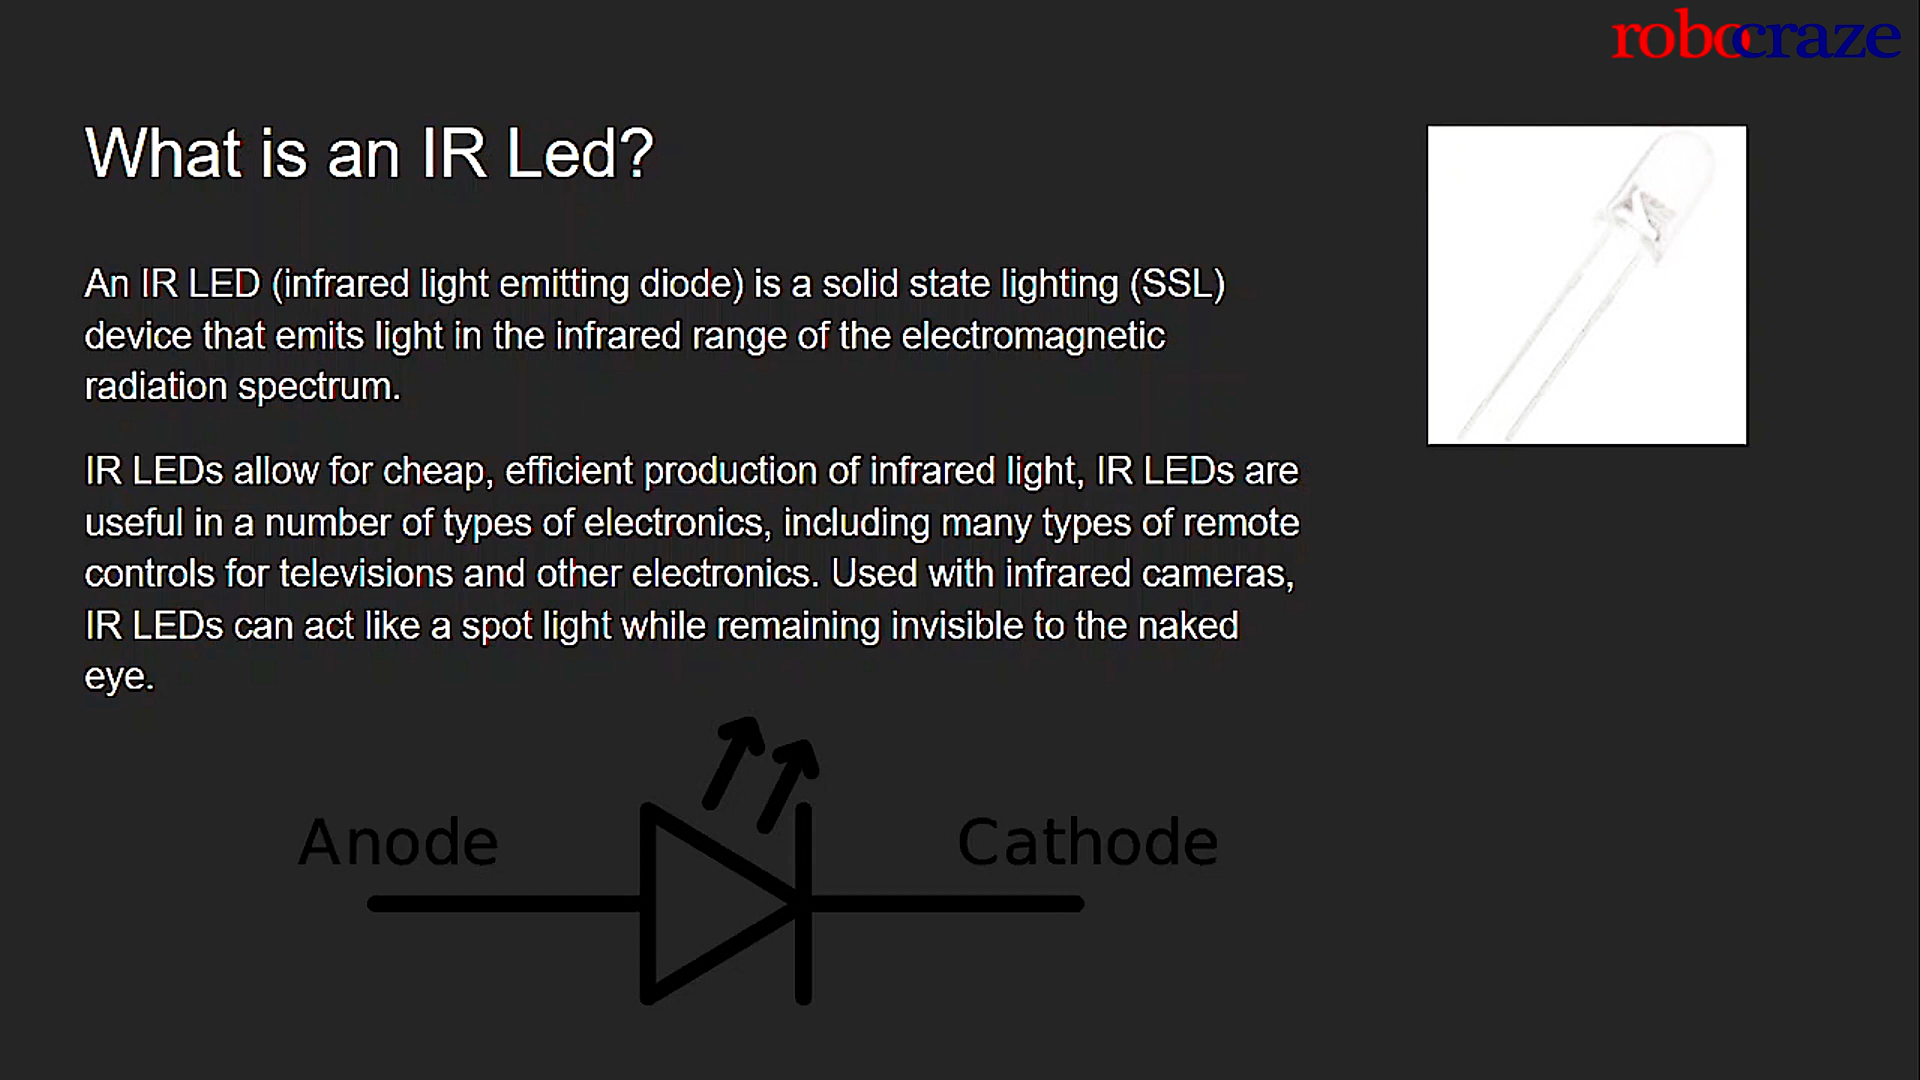 robocraze
What is an IR Led?
An IR LED (infrared light emitting diode) is a solid state lighting (SSL)
device that emits light in the infrared range of the electromagnetic
radiation spectrum.
IR LEDs allow for cheap, efficient production of infrared light, IR LEDs are
useful in a number of types of electronics, including many types of remote
controls for televisions and other electronics. Used with infrared cameras,
IR LEDs can act like a spot light while remaining invisible to the naked
eye.
Anode
Cathode